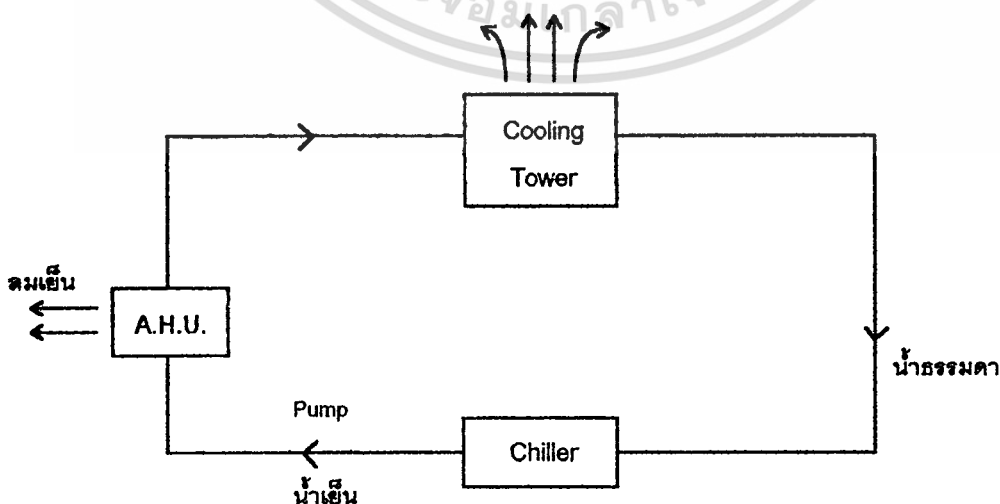 Cooling
Tower
ลมเย็น
A.H.U.
น้ำธรรมดา
Pump
Chiller
น้ำเย็น